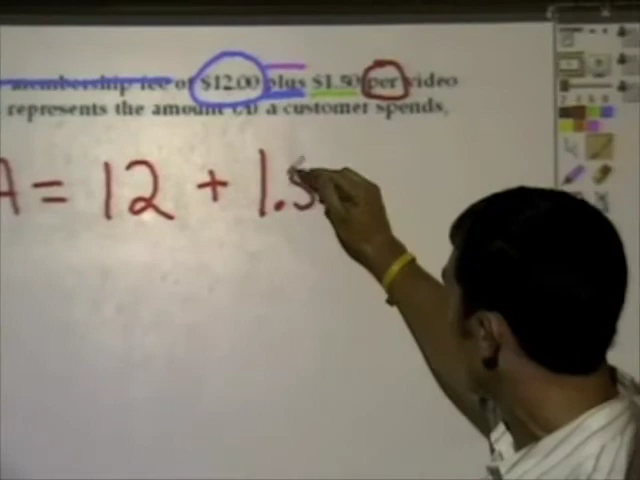 membership fee of $12.00 plus $1.50 per video
represents the amount (A) a customer spends,
A = 12 + 1.5